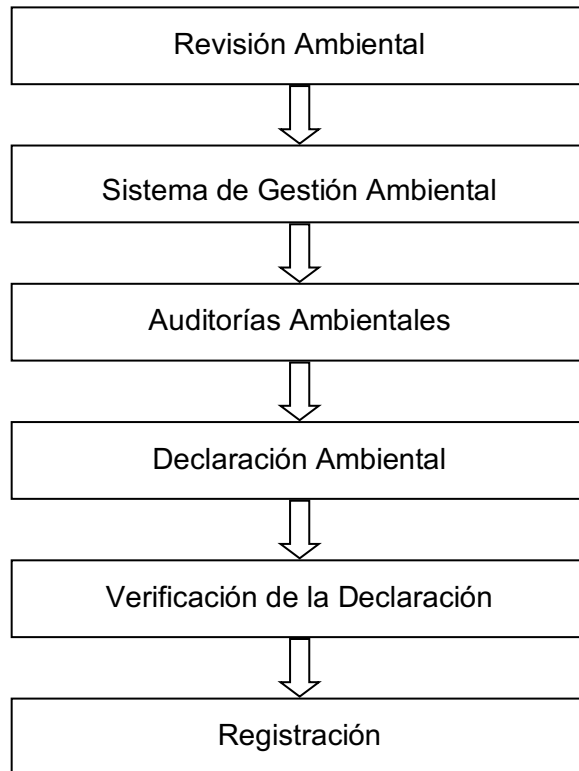 Revisión Ambiental
Sistema de Gestión Ambiental
Auditorías Ambientales
Declaración Ambiental
Verificación de la Declaración
Registración